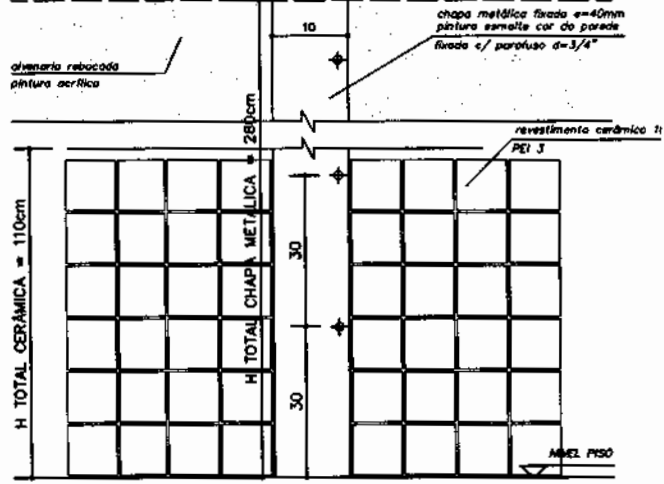 chapa metálica fixada e=40mm
pintura esmalte cor da parede
fixada c/ parafuso d=3/4"
10
alvenaria rebocada
pintura acrílica
revestimento cerâmico
PEI 3
H TOTAL CERÂMICA = 110cm
H TOTAL CHAPA METÁLICA = 280cm
30
30
NIVEL PISO